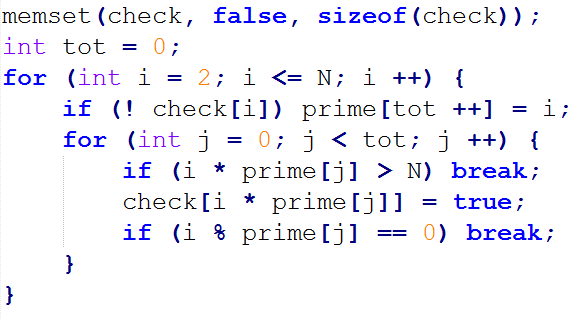 memset(check, false, sizeof(check));
int tot = 0;
for (int i = 2; i <= N; i ++) {
    if (! check[i]) prime[tot ++] = i;
    for (int j = 0; j < tot; j ++) {
        if (i * prime[j] > N) break;
        check[i * prime[j]] = true;
        if (i % prime[j] == 0) break;
    }
}